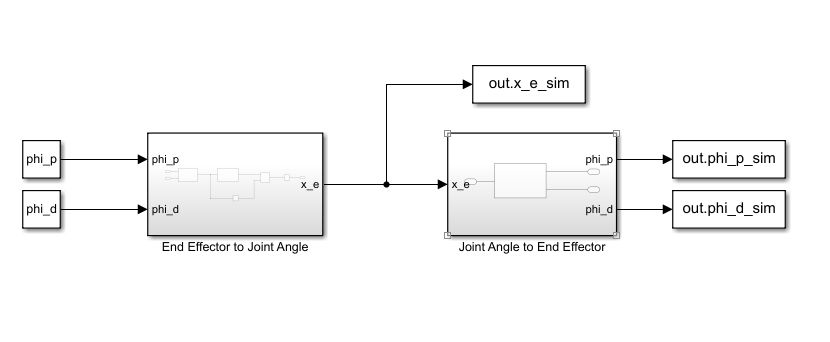 out.x_e_sim
phi_p
phi_p
phi_d
phi_d
x_e
End Effector to Joint Angle
x_e
phi_p
phi_d
Joint Angle to End Effector
out.phi_p_sim
out.phi_d_sim